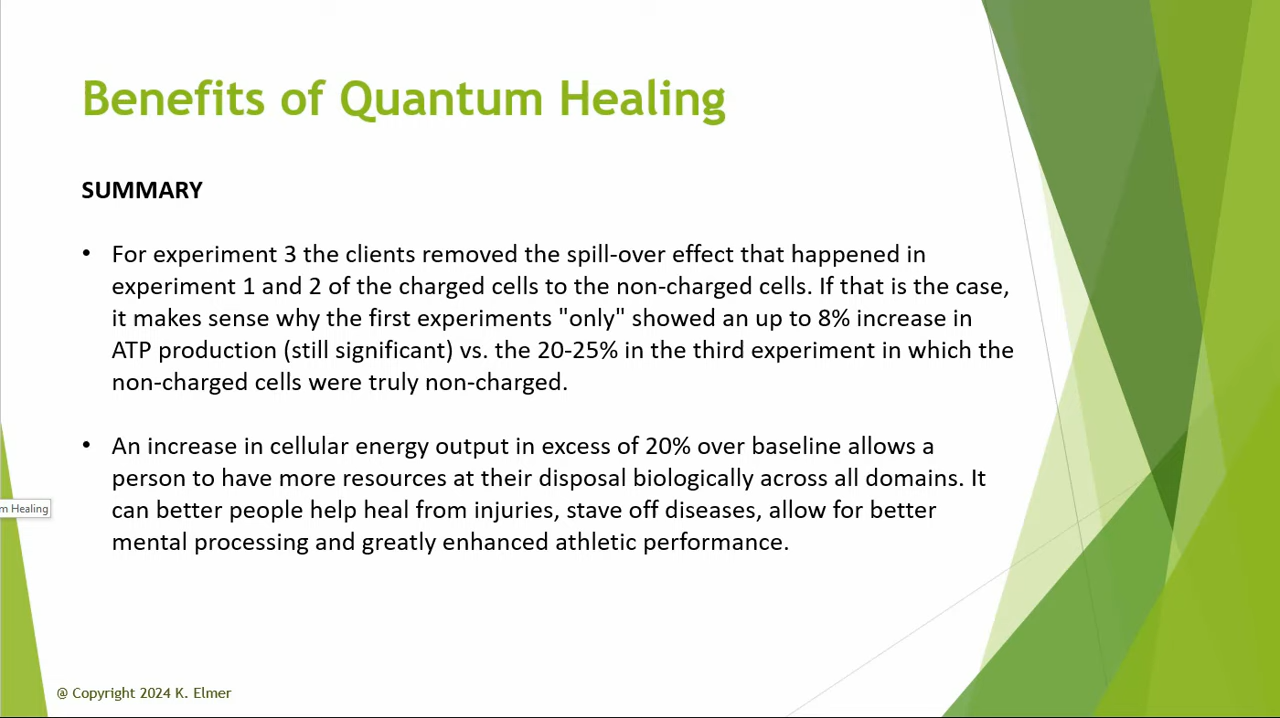 Benefits of Quantum Healing
SUMMARY
• For experiment 3 the clients removed the spill-over effect that happened in
experiment 1 and 2 of the charged cells to the non-charged cells. If that is the case,
it makes sense why the first experiments "only" showed an up to 8% increase in
ATP production (still significant) vs. the 20-25% in the third experiment in which the
non-charged cells were truly non-charged.
• An increase in cellular energy output in excess of 20% over baseline allows a
person to have more resources at their disposal biologically across all domains. It
can better people help heal from injuries, stave off diseases, allow for better
mental processing and greatly enhanced athletic performance.
m Healing
@ Copyright 2024 K. Elmer